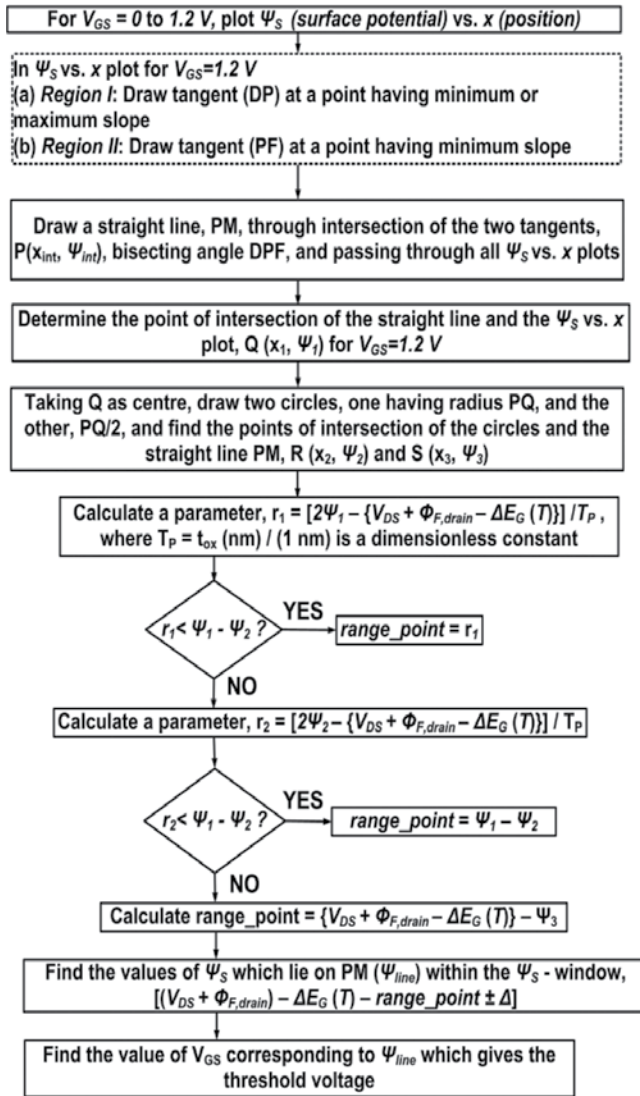 For V_GS = 0 to 1.2 V, plot Ψ_S (surface potential) vs. x (position)
In Ψ_S vs. x plot for V_GS=1.2 V
(a) Region I: Draw tangent (DP) at a point having minimum or
maximum slope
(b) Region II: Draw tangent (PF) at a point having minimum slope
Draw a straight line, PM, through intersection of the two tangents,
P(x_int, Ψ_int), bisecting angle DPF, and passing through all Ψ_S vs. x plots
Determine the point of intersection of the straight line and the Ψ_S vs. x
plot, Q (x_1, Ψ_1) for V_GS=1.2 V
Taking Q as centre, draw two circles, one having radius PQ, and the
other, PQ/2, and find the points of intersection of the circles and the
straight line PM, R (x_2, Ψ_2) and S (x_3, Ψ_3)
Calculate a parameter, r_1 = [2Ψ_1 – {V_DS + Φ_F,drain – ΔE_G (T)}] /T_P ,
where T_P = t_ox (nm) / (1 nm) is a dimensionless constant
r_1< Ψ_1 - Ψ_2 ?
YES
range_point = r_1
NO
Calculate a parameter, r_2 = [2Ψ_2 – {V_DS + Φ_F,drain – ΔE_G (T)}] / T_P
r_2< Ψ_1 - Ψ_2 ?
YES
range_point = Ψ_1 – Ψ_2
NO
Calculate range_point = {V_DS + Φ_F,drain – ΔE_G (T)} – Ψ_3
Find the values of Ψ_S which lie on PM (Ψ_line) within the Ψ_S - window,
[(V_DS + Φ_F,drain) – ΔE_G (T) – range_point ± Δ]
Find the value of V_GS corresponding to Ψ_line which gives the
threshold voltage